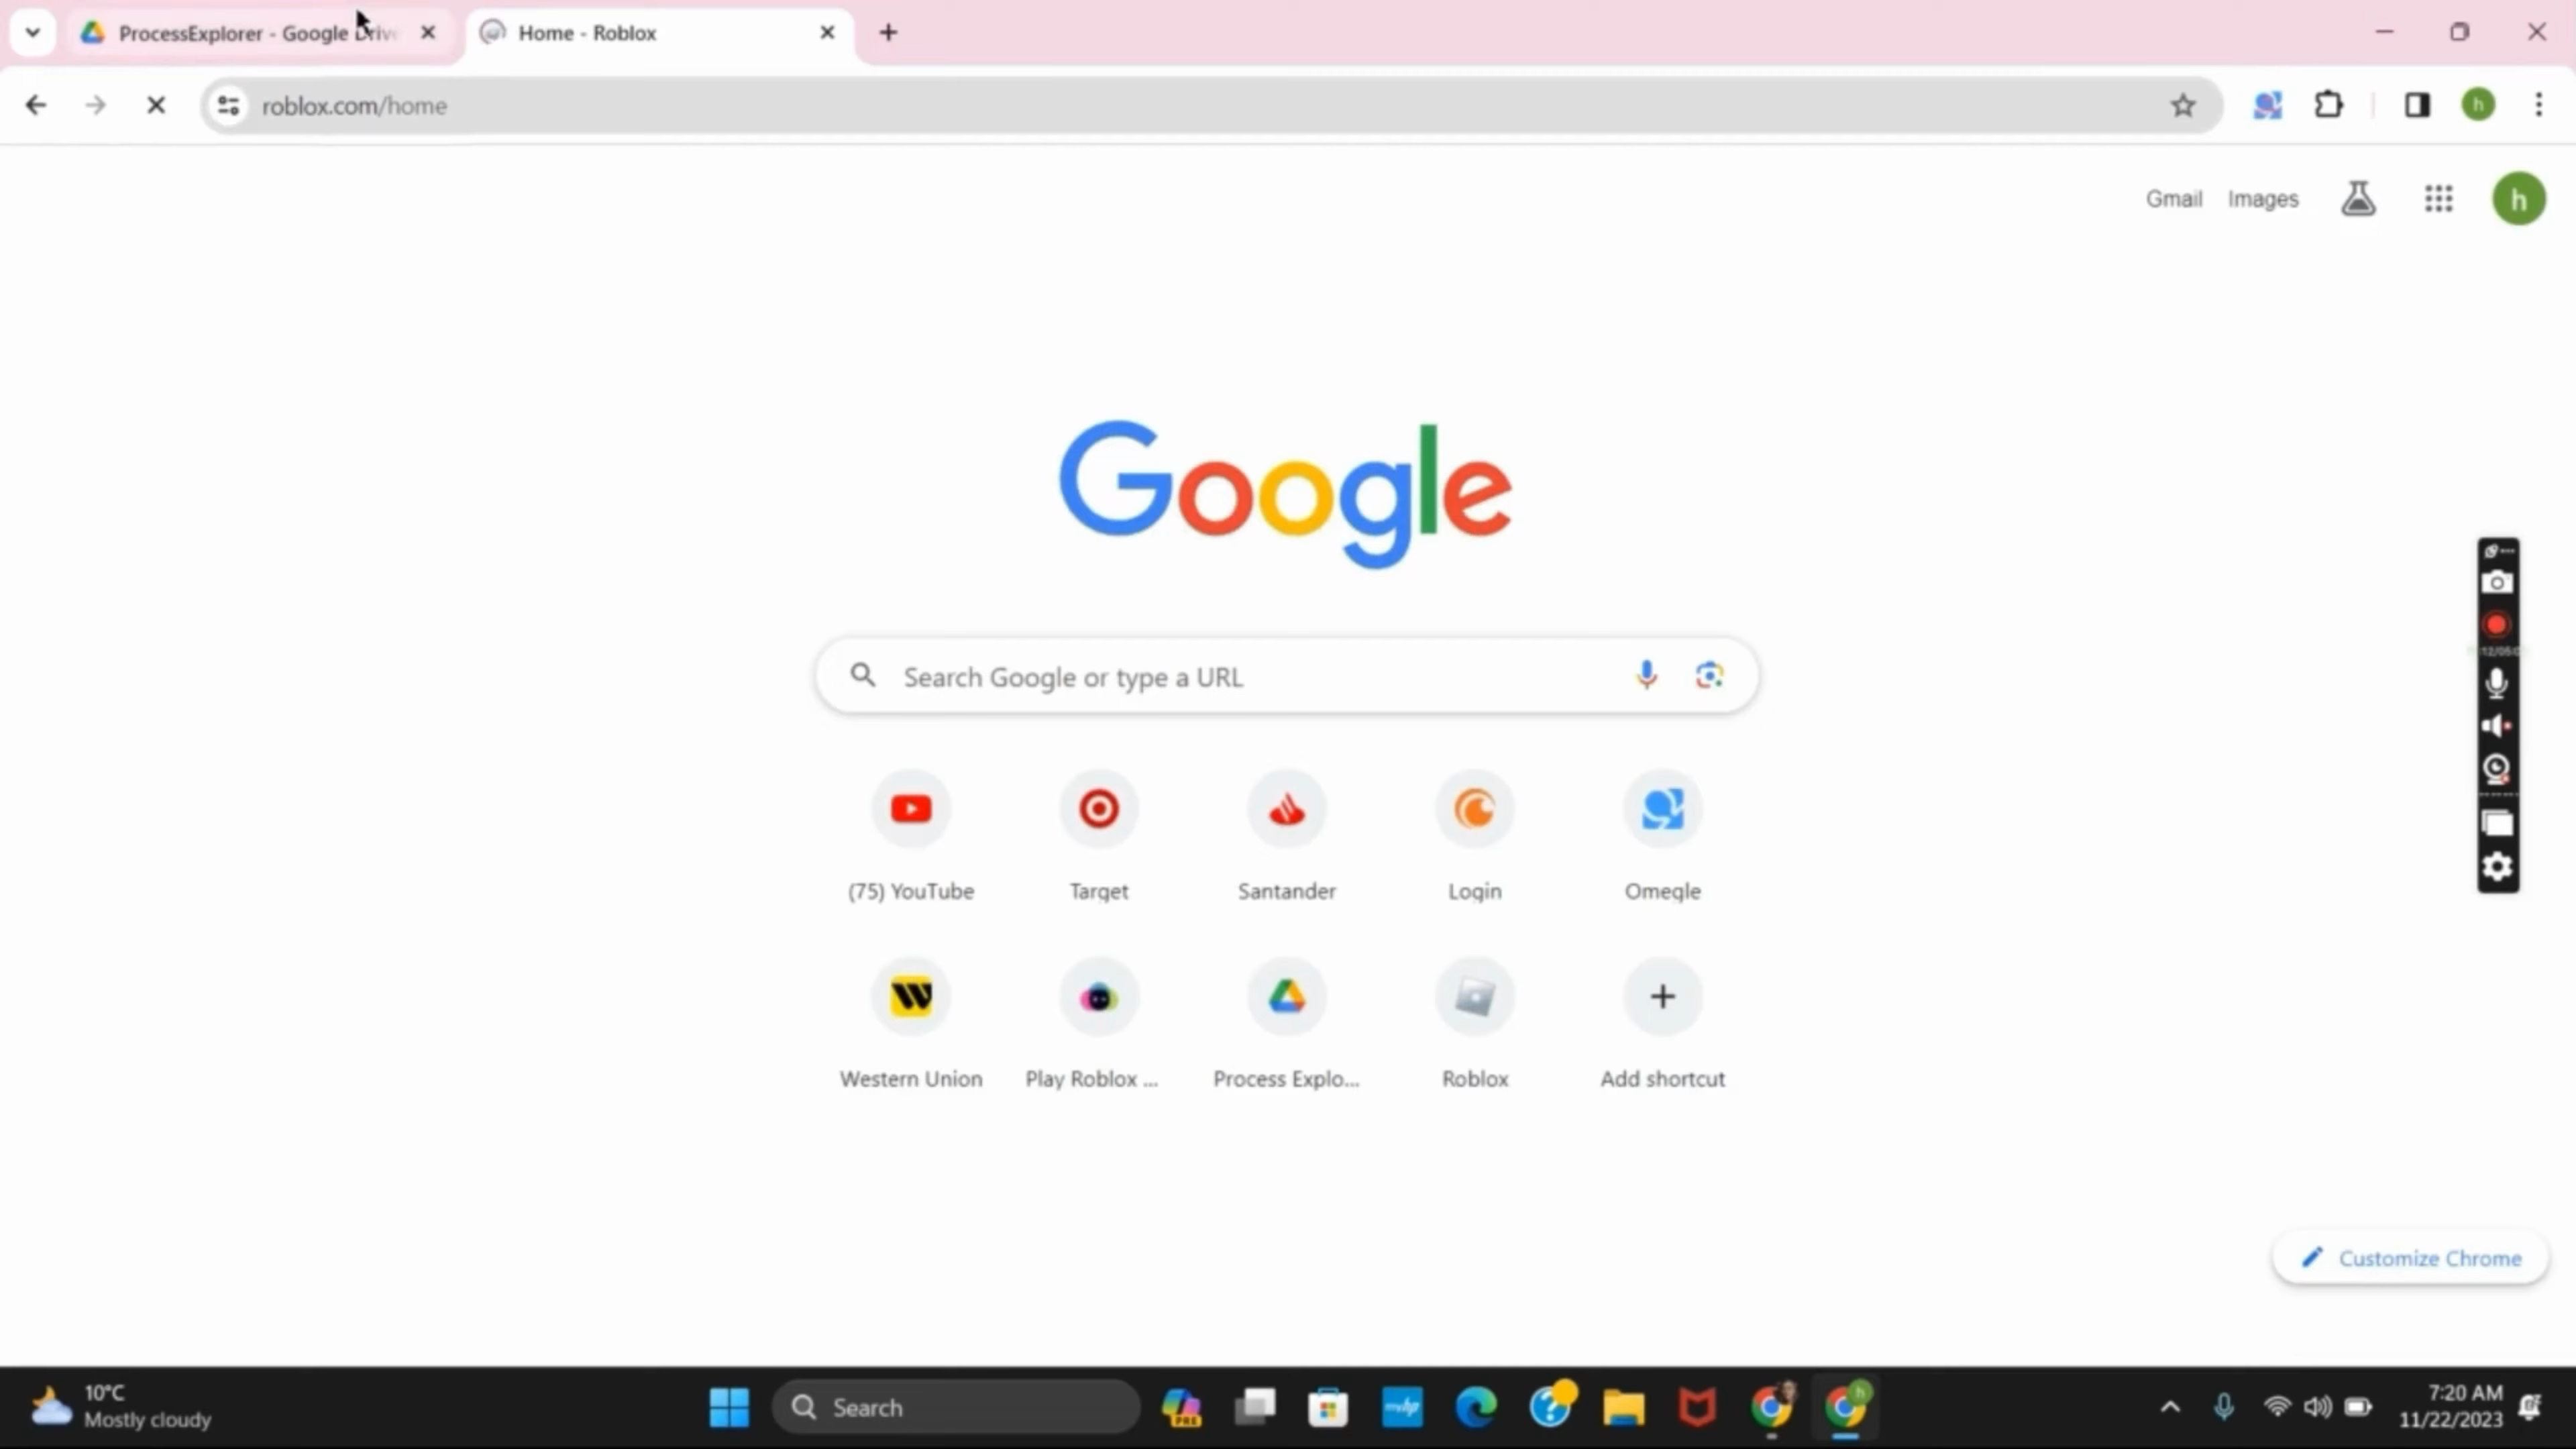 ProcessExplorer - Google Drive
Home - Roblox
roblox.com/home
h
Gmail
Images
h
Google
Search Google or type a URL
(75) YouTube
Target
Santander
Login
Omegle
Western Union
Play Roblox ...
Process Explo...
Roblox
Add shortcut
Customize Chrome
10°C
Mostly cloudy
Search
PRE
myhp
h
7:20 AM
11/22/2023